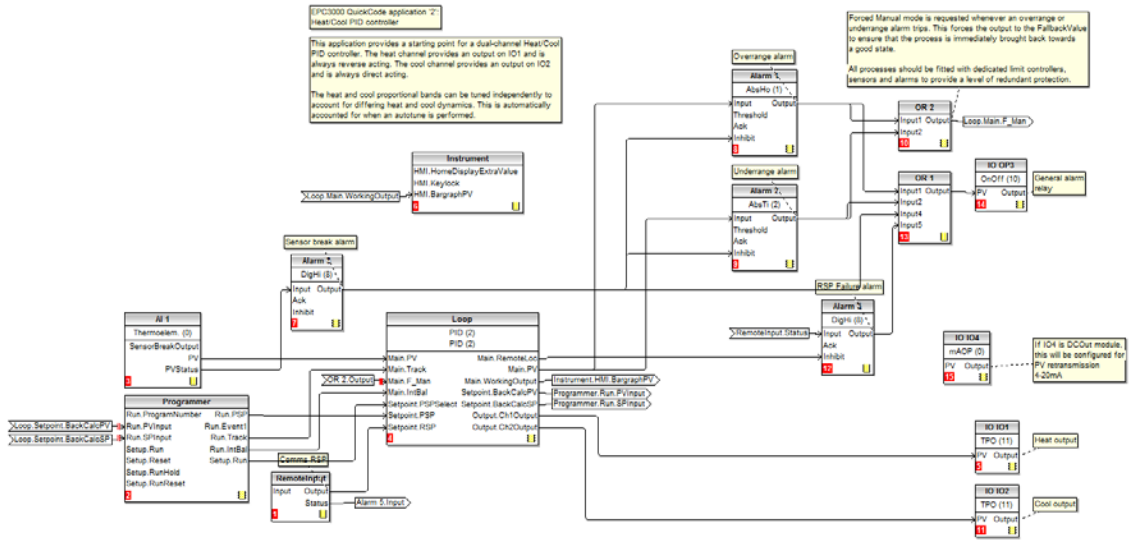 EPC3000 QuickCode application '2':
Heat/Cool PID controller
This application provides a starting point for a dual-channel Heat/Cool
PID controller. The heat channel provides an output on IO1 and is
always reverse acting. The cool channel provides an output on IO2
and is always direct acting.
The heat and cool proportional bands can be tuned independently to
account for differing heat and cool dynamics. This is automatically
accounted for when an autotune is performed.
Forced Manual mode is requested whenever an overrange or
underrange alarm trips. This forces the output to the FallbackValue
to ensure that the process is immediately brought back towards
a good state.
All processes should be fitted with dedicated limit controllers,
sensors and alarms to provide a level of redundant protection.
Overrange alarm
Alarm 1
AbsHo (1)
Input Output
Threshold
Ack
Inhibit
8
OR 2
Input1 Output
Input2
10
Loop.Main.F_Man
Instrument
HMI.HomeDisplayExtraValue
HMI.Keylock
HMI.BargraphPV
6
Loop.Main.WorkingOutput
Underrange alarm
Alarm 2
AbsTi (2)
Input Output
Threshold
Ack
Inhibit
9
OR 1
Input1 Output
Input2
Input4
Input5
13
IO OP3
OnOff (10)
PV Output
14
General alarm
relay
Sensor break alarm
DigHi (8)
Input Output
Ack
Inhibit
7
RSP Failure alarm
DigHi (8)
Input Output
Ack
Inhibit
12
RemoteInput.Status
AI 1
Thermoelem. (0)
SensorBreakOutput
PV
PVStatus
3
Loop
PID (2)
PID (2)
Main.PV Main.RemoteLoc
Main.Track Main.PV
Main.F_Man Main.WorkingOutput
Main.IntBal Setpoint.BackCalcPV
Setpoint.PSPSelect Setpoint.BackCalcSP
Setpoint.PSP Output.Ch1Output
Setpoint.RSP Output.Ch2Output
4
OR 2.Output
Instrument.HMI.BargraphPV
Programmer.Run.PVInput
Programmer.Run.SPInput
IO IO4
mAOP (0)
PV Output
15
If IO4 is DCOut module,
this will be configured for
PV retransmission
4-20mA
Loop.Setpoint.BackCalcPV
Loop.Setpoint.BackCalcSP
Programmer
Run.ProgramNumber Run.PSP
Run.PVInput Run.Event1
Run.SPInput Run.Track
Setup.Run Run.IntBal
Setup.Reset Setup.Run
Setup.RunHold
Setup.RunReset
2
Comms RSP
RemoteInput
Input Output
Status
1
Alarm 5.Input
IO IO1
TPO (11)
PV Output
5
Heat output
IO IO2
TPO (11)
PV Output
11
Cool output